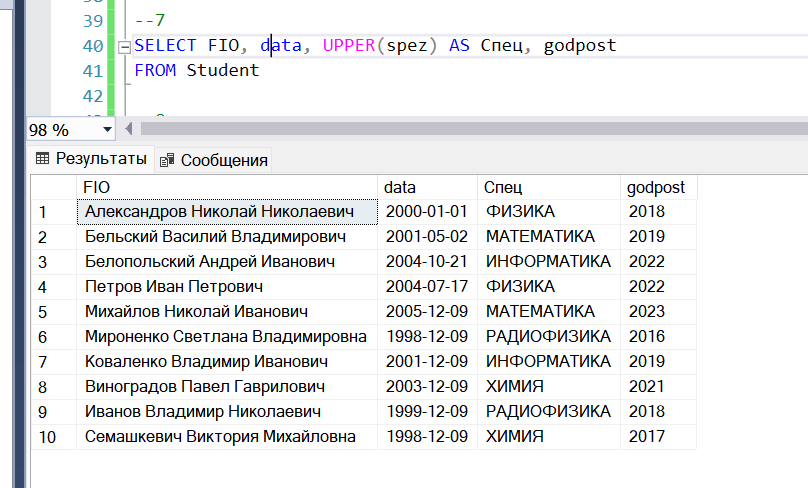 39 --7
40 SELECT FIO, data, UPPER(spez) AS Спец, godpost
41 FROM Student
42
98 %
Результаты Сообщения
FIO data Спец godpost
1 Александров Николай Николаевич 2000-01-01 ФИЗИКА 2018
2 Бельский Василий Владимирович 2001-05-02 МАТЕМАТИКА 2019
3 Белопольский Андрей Иванович 2004-10-21 ИНФОРМАТИКА 2022
4 Петров Иван Петрович 2004-07-17 ФИЗИКА 2022
5 Михайлов Николай Иванович 2005-12-09 МАТЕМАТИКА 2023
6 Мироненко Светлана Владимировна 1998-12-09 РАДИОФИЗИКА 2016
7 Коваленко Владимир Иванович 2001-12-09 ИНФОРМАТИКА 2019
8 Виноградов Павел Гаврилович 2003-12-09 ХИМИЯ 2021
9 Иванов Владимир Николаевич 1999-12-09 РАДИОФИЗИКА 2018
10 Семашкевич Виктория Михайловна 1998-12-09 ХИМИЯ 2017